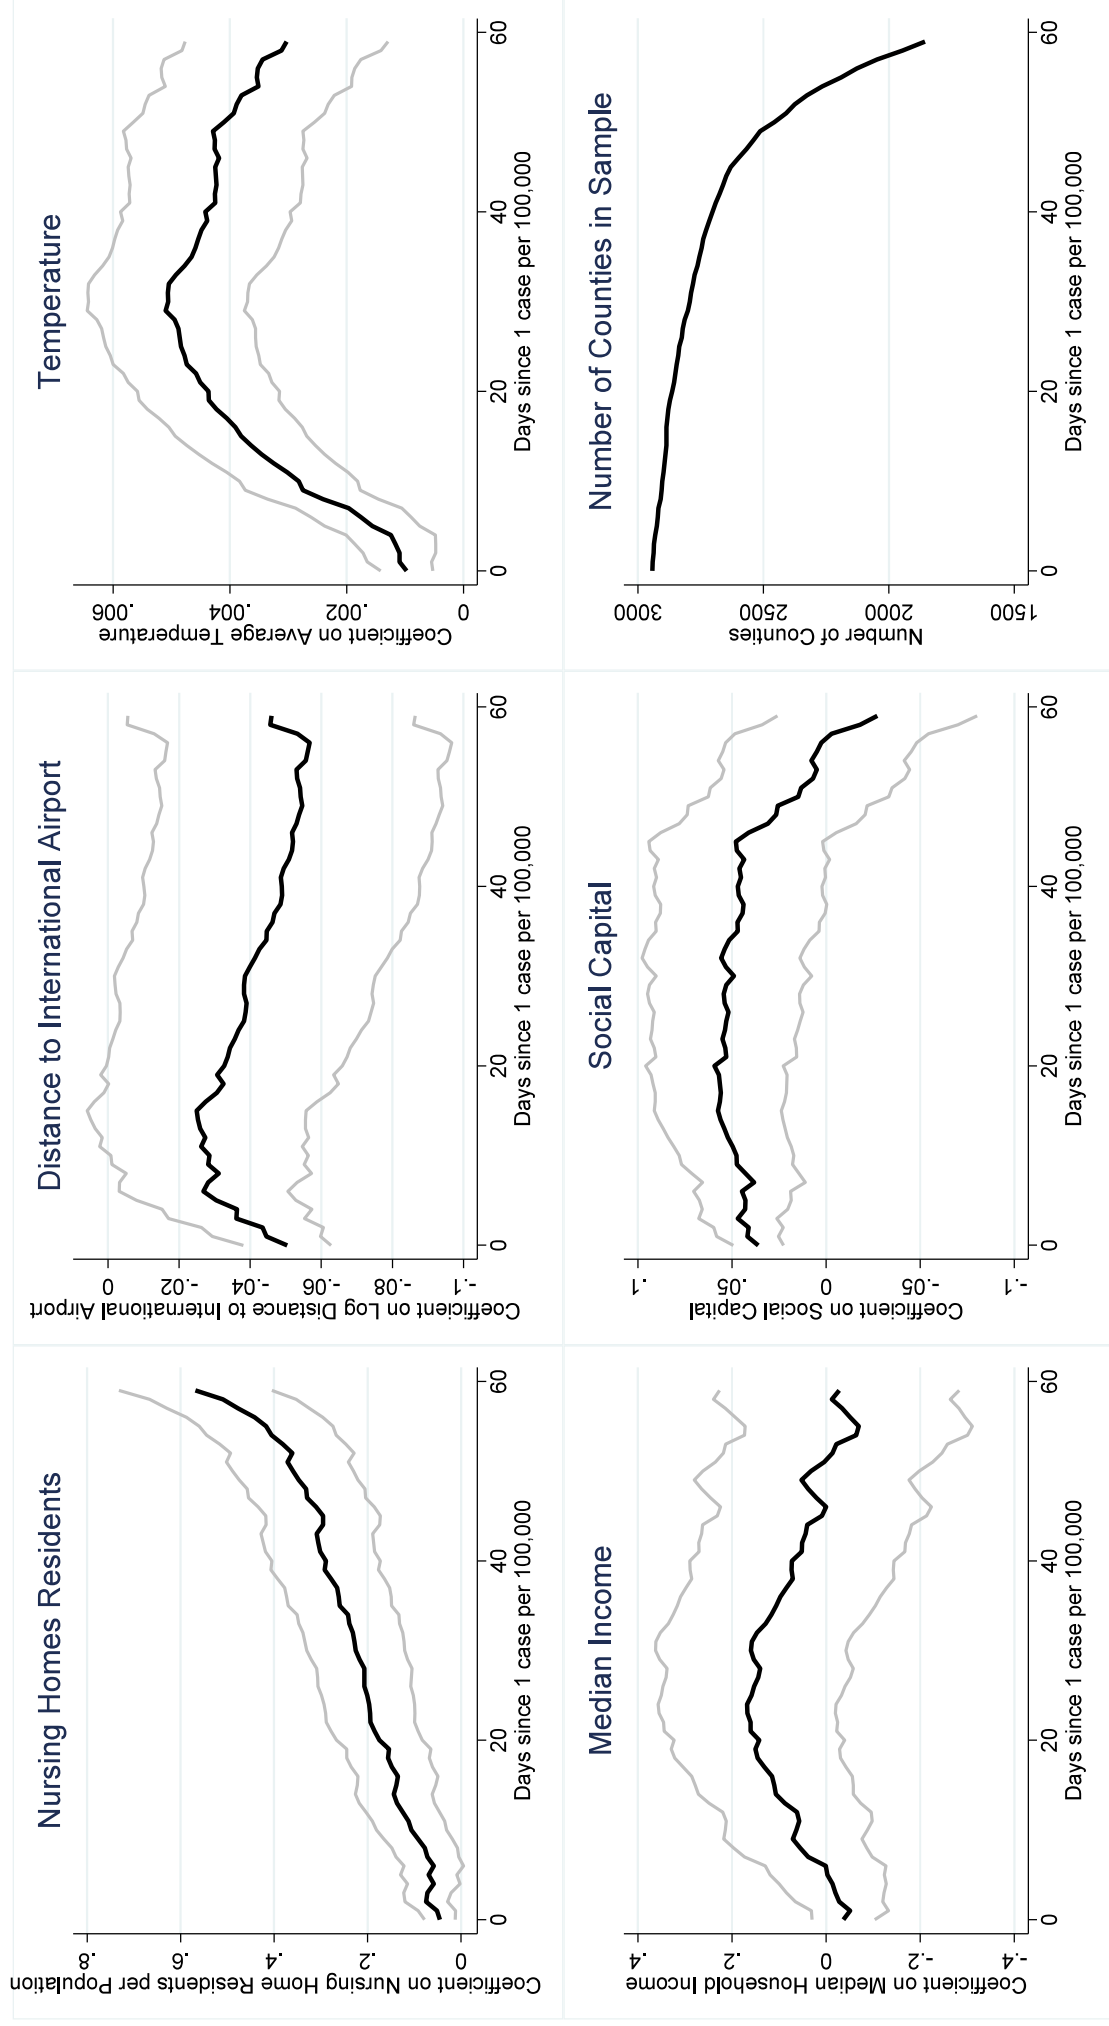 Nursing Homes Residents
Coefficient on Nursing Home Residents per Population
0 .2 .4 .6 .8
0 20 40 60
Days since 1 case per 100,000
Distance to International Airport
Coefficient on Log Distance to International Airport
-.1 -.08 -.06 -.04 -.02 0
0 20 40 60
Days since 1 case per 100,000
Temperature
Coefficient on Average Temperature
0 .002 .004 .006
0 20 40 60
Days since 1 case per 100,000
Median Income
Coefficient on Median Household Income
-.4 -.2 0 .2 .4
0 20 40 60
Days since 1 case per 100,000
Social Capital
Coefficient on Social Capital
-.1 -.05 0 .05 .1
0 20 40 60
Days since 1 case per 100,000
Number of Counties in Sample
Number of Counties
1500 2000 2500 3000
0 20 40 60
Days since 1 case per 100,000